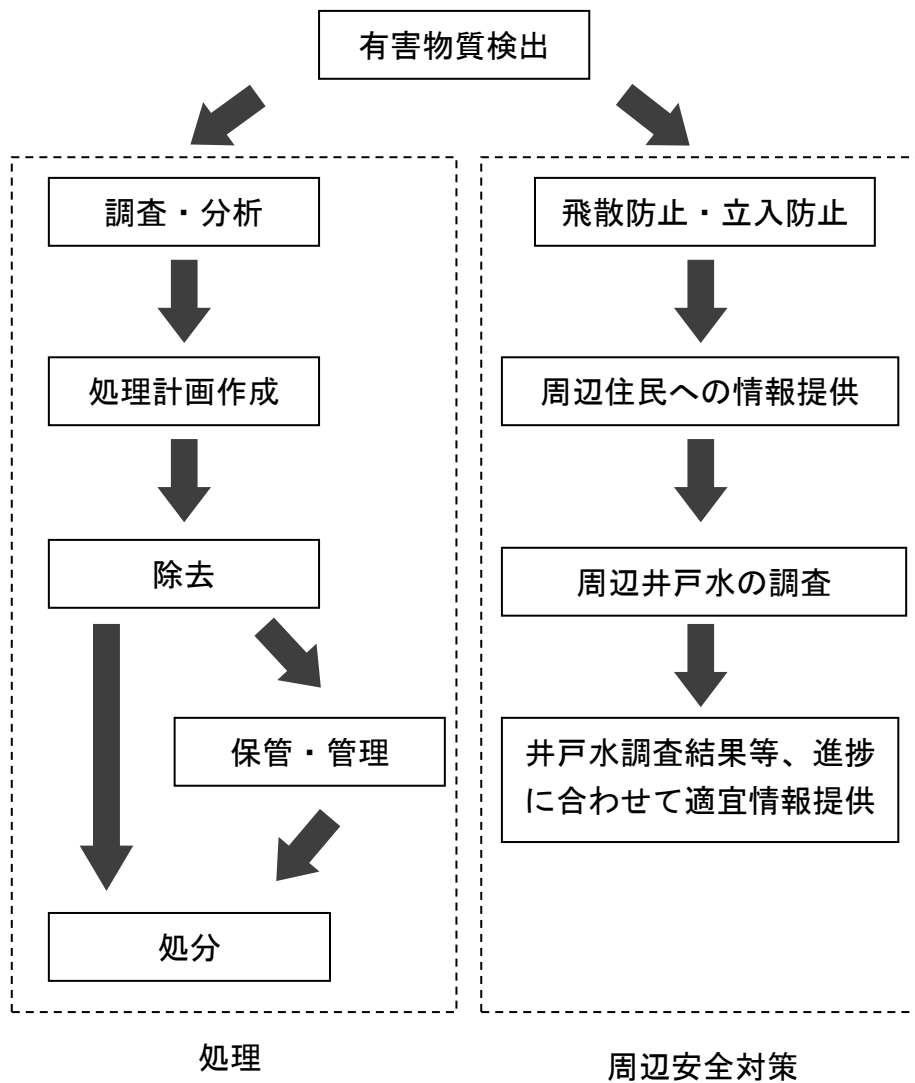 有害物質検出
調査・分析
処理計画作成
除去
保管・管理
処分
処理
飛散防止・立入防止
周辺住民への情報提供
周辺井戸水の調査
井戸水調査結果等、進捗
に合わせて適宜情報提供
周辺安全対策